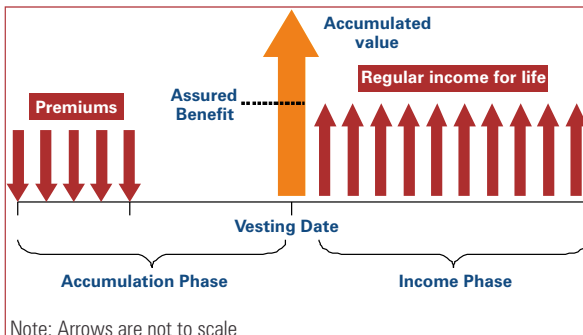 Accumulated
value
Regular income for life
Premiums
Assured
Benefit
Vesting Date
Accumulation Phase
Income Phase
Note: Arrows are not to scale